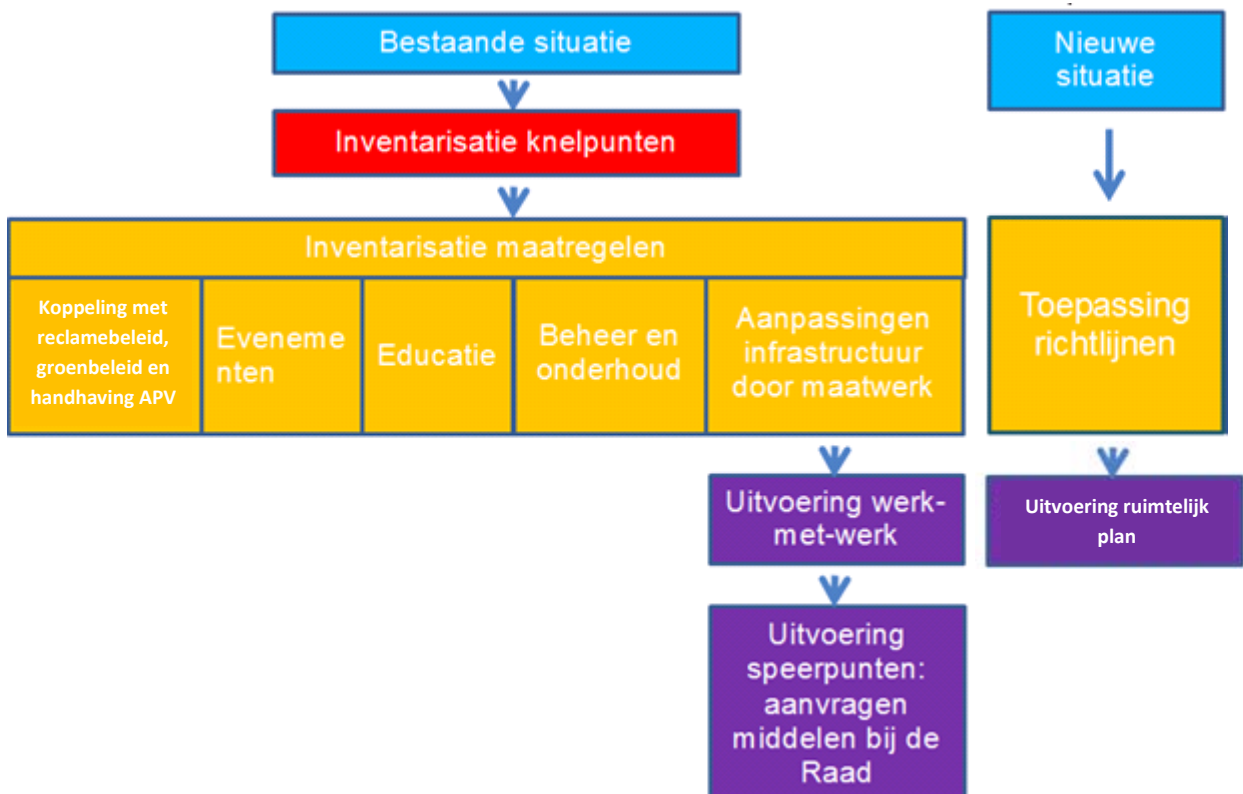 Bestaande situatie
Inventarisatie knelpunten
Inventarisatie maatregelen
Koppeling met
reclamebeleid,
groenbeleid en
handhaving APV
Eveneme
nten
Educatie
Beheer en
onderhoud
Aanpassingen
infrastructuur
door maatwerk
Uitvoering werk-
met-werk
Uitvoering
speerpunten:
aanvragen
middelen bij de
Raad
Nieuwe
situatie
Toepassing
richtlijnen
Uitvoering ruimtelijk
plan